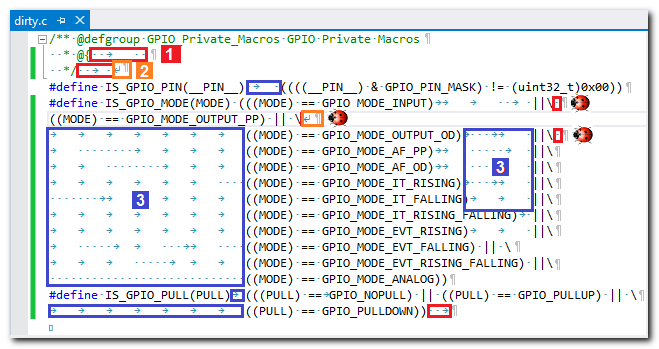 dirty.c
/** @defgroup GPIO_Private_Macros GPIO Private Macros
* @{ 1
*/ 2
#define IS_GPIO_PIN(__PIN__) ((((__PIN__) & GPIO_PIN_MASK) != (uint32_t)0x00))
#define IS_GPIO_MODE(MODE) (((MODE) == GPIO_MODE_INPUT) ||\
((MODE) == GPIO_MODE_OUTPUT_PP) || \
((MODE) == GPIO_MODE_OUTPUT_OD) ||\
((MODE) == GPIO_MODE_AF_PP) ||\
((MODE) == GPIO_MODE_AF_OD) 3 ||\
((MODE) == GPIO_MODE_IT_RISING) ||\
3 ((MODE) == GPIO_MODE_IT_FALLING) ||\
((MODE) == GPIO_MODE_IT_RISING_FALLING) ||\
((MODE) == GPIO_MODE_EVT_RISING) ||\
((MODE) == GPIO_MODE_EVT_FALLING) || \
((MODE) == GPIO_MODE_EVT_RISING_FALLING) ||\
((MODE) == GPIO_MODE_ANALOG))
#define IS_GPIO_PULL(PULL) (((PULL) == GPIO_NOPULL) || ((PULL) == GPIO_PULLUP) || \
((PULL) == GPIO_PULLDOWN))